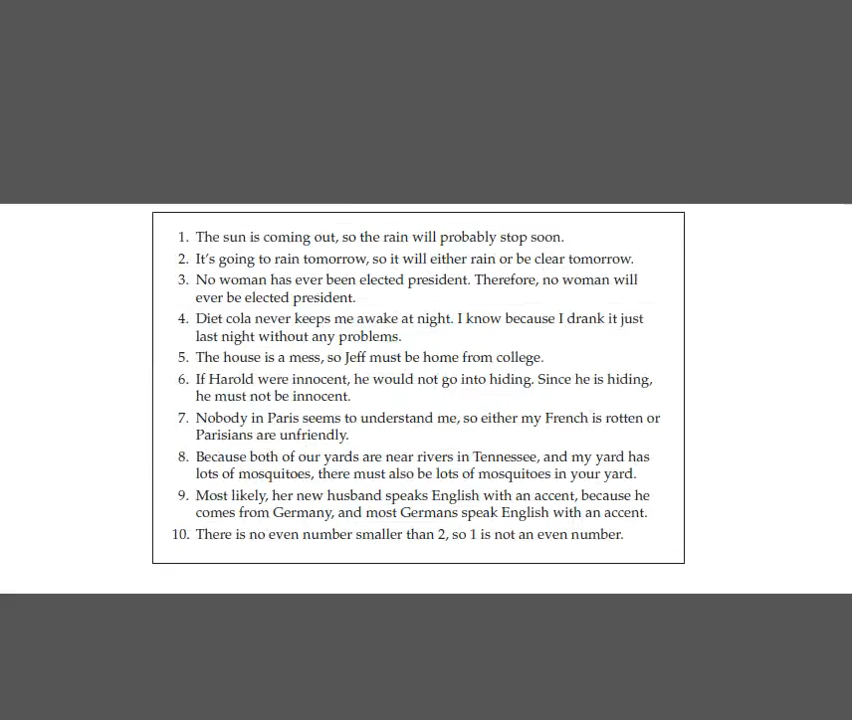 1. The sun is coming out, so the rain will probably stop soon.
2. It's going to rain tomorrow, so it will either rain or be clear tomorrow.
3. No woman has ever been elected president. Therefore, no woman will
ever be elected president.
4. Diet cola never keeps me awake at night. I know because I drank it just
last night without any problems.
5. The house is a mess, so Jeff must be home from college.
6. If Harold were innocent, he would not go into hiding. Since he is hiding,
he must not be innocent.
7. Nobody in Paris seems to understand me, so either my French is rotten or
Parisians are unfriendly.
8. Because both of our yards are near rivers in Tennessee, and my yard has
lots of mosquitoes, there must also be lots of mosquitoes in your yard.
9. Most likely, her new husband speaks English with an accent, because he
comes from Germany, and most Germans speak English with an accent.
10. There is no even number smaller than 2, so 1 is not an even number.